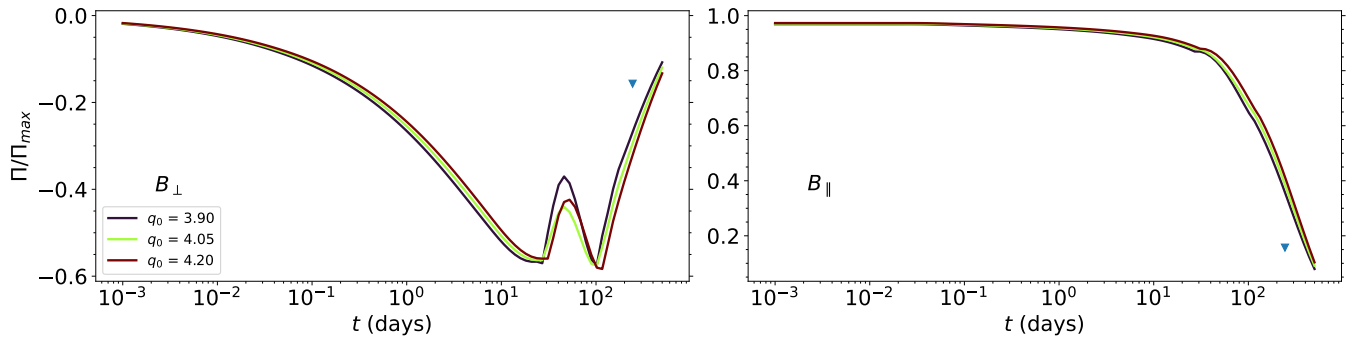 0.0
−0.2
−0.4
−0.6
Π/Π_max
B_⊥
q_0 = 3.90
q_0 = 4.05
q_0 = 4.20
10^−3 10^−2 10^−1 10^0 10^1 10^2
t (days)
1.0
0.8
0.6
0.4
0.2
B_∥
10^−3 10^−2 10^−1 10^0 10^1 10^2
t (days)